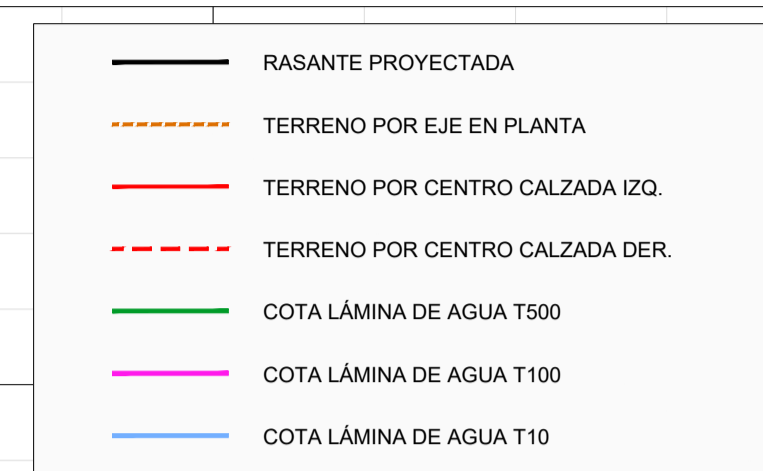 RASANTE PROYECTADA
TERRENO POR EJE EN PLANTA
TERRENO POR CENTRO CALZADA IZQ.
TERRENO POR CENTRO CALZADA DER.
COTA LÁMINA DE AGUA T500
COTA LÁMINA DE AGUA T100
COTA LÁMINA DE AGUA T10